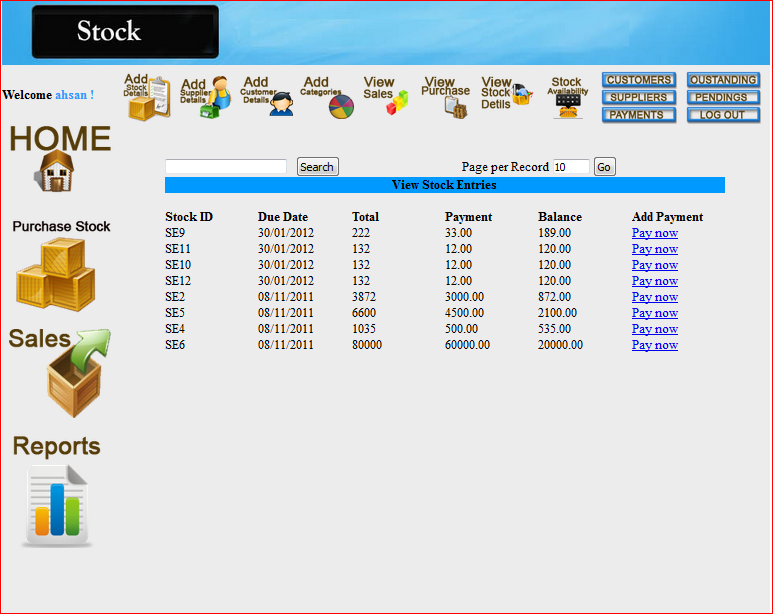 Stock
Welcome ahsan !
Add Stock Details
Add Supplier Details
Add Customer Details
Add Categories
View Sales
View Purchase
View Stock Detils
Stock Availability
CUSTOMERS
OUSTANDING
SUPPLIERS
PENDINGS
PAYMENTS
LOG OUT
HOME
Purchase Stock
Sales
Reports
Search Page per Record 10 Go
View Stock Entries
Stock ID Due Date Total Payment Balance Add Payment
SE9 30/01/2012 222 33.00 189.00 Pay now
SE11 30/01/2012 132 12.00 120.00 Pay now
SE10 30/01/2012 132 12.00 120.00 Pay now
SE12 30/01/2012 132 12.00 120.00 Pay now
SE2 08/11/2011 3872 3000.00 872.00 Pay now
SE5 08/11/2011 6600 4500.00 2100.00 Pay now
SE4 08/11/2011 1035 500.00 535.00 Pay now
SE6 08/11/2011 80000 60000.00 20000.00 Pay now